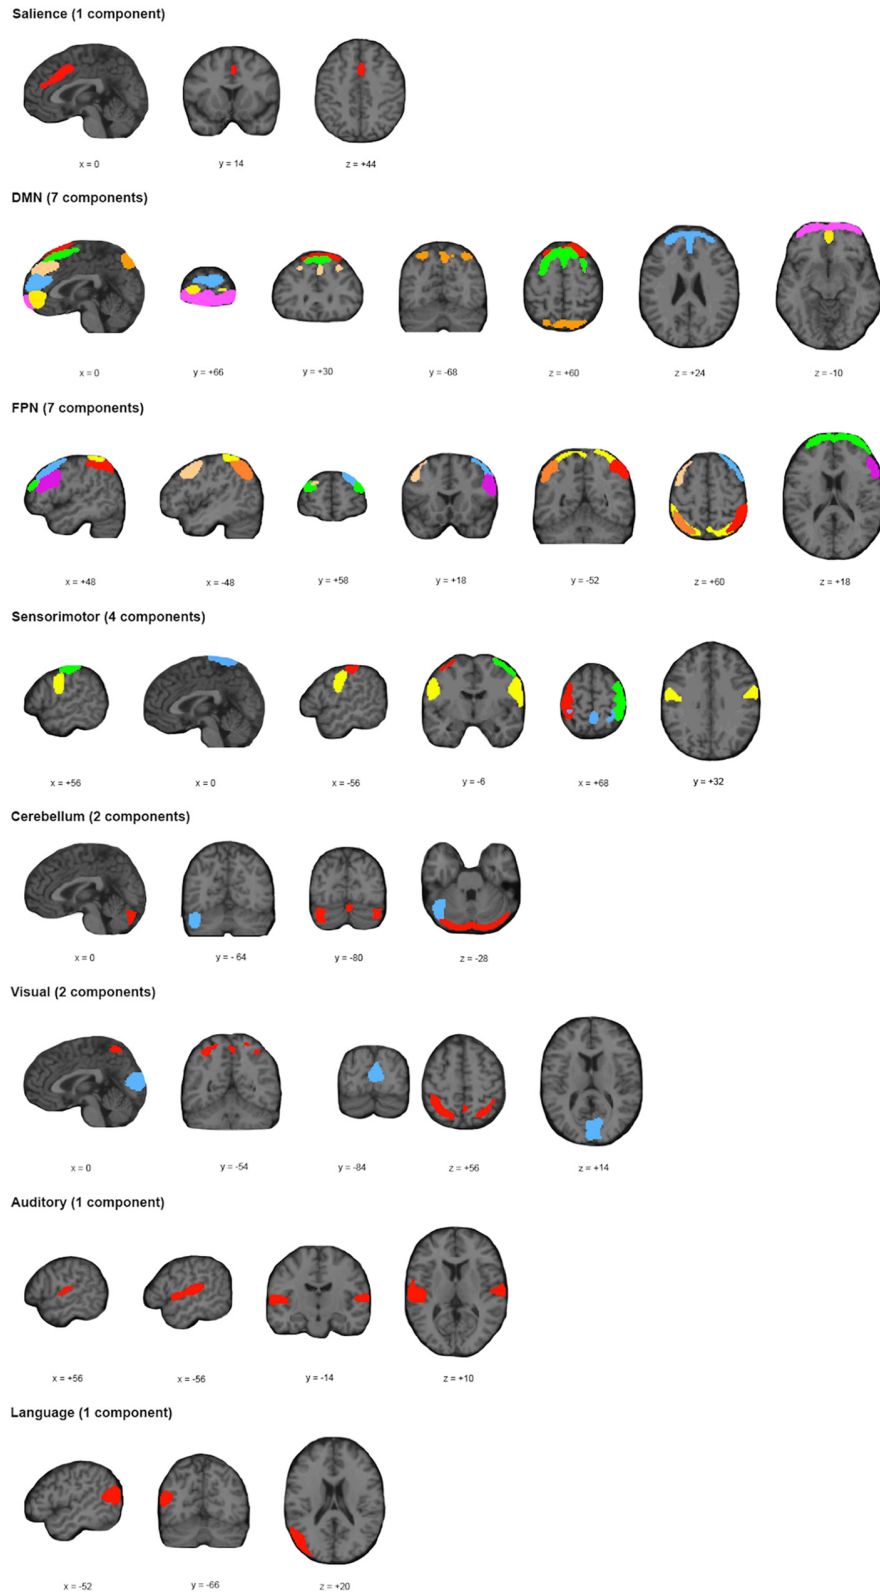 Salience (1 component)
x = 0 y = 14 z = +44
DMN (7 components)
x = 0 y = +66 y = +30 y = -68 z = +60 z = +24 z = -10
FPN (7 components)
x = +48 x = -48 y = +58 y = +18 y = -52 z = +60 z = +18
Sensorimotor (4 components)
x = +56 x = 0 x = -56 y = -6 x = +68 y = +32
Cerebellum (2 components)
x = 0 y = - 64 y = -80 z = -28
Visual (2 components)
x = 0 y = -54 y = -84 z = +56 z = +14
Auditory (1 component)
x = +56 x = -56 y = -14 z = +10
Language (1 component)
x = -52 y = -66 z = +20